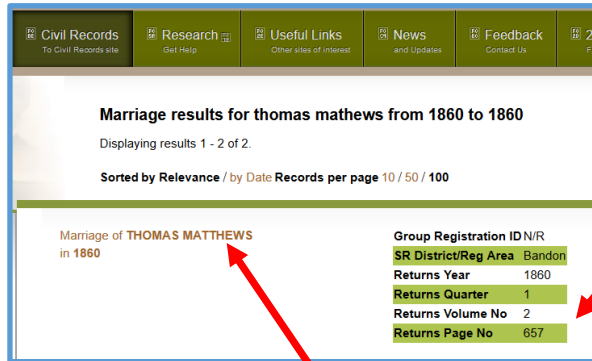 Civil Records
To Civil Records site
Research
Get Help
Useful Links
Other sites of interest
News
and Updates
Feedback
Contact Us
2
F
Marriage results for thomas mathews from 1860 to 1860
Displaying results 1 - 2 of 2.
Sorted by Relevance / by Date Records per page 10 / 50 / 100
Marriage of THOMAS MATTHEWS
in 1860
Group Registration ID N/R
SR District/Reg Area Bandon
Returns Year 1860
Returns Quarter 1
Returns Volume No 2
Returns Page No 657